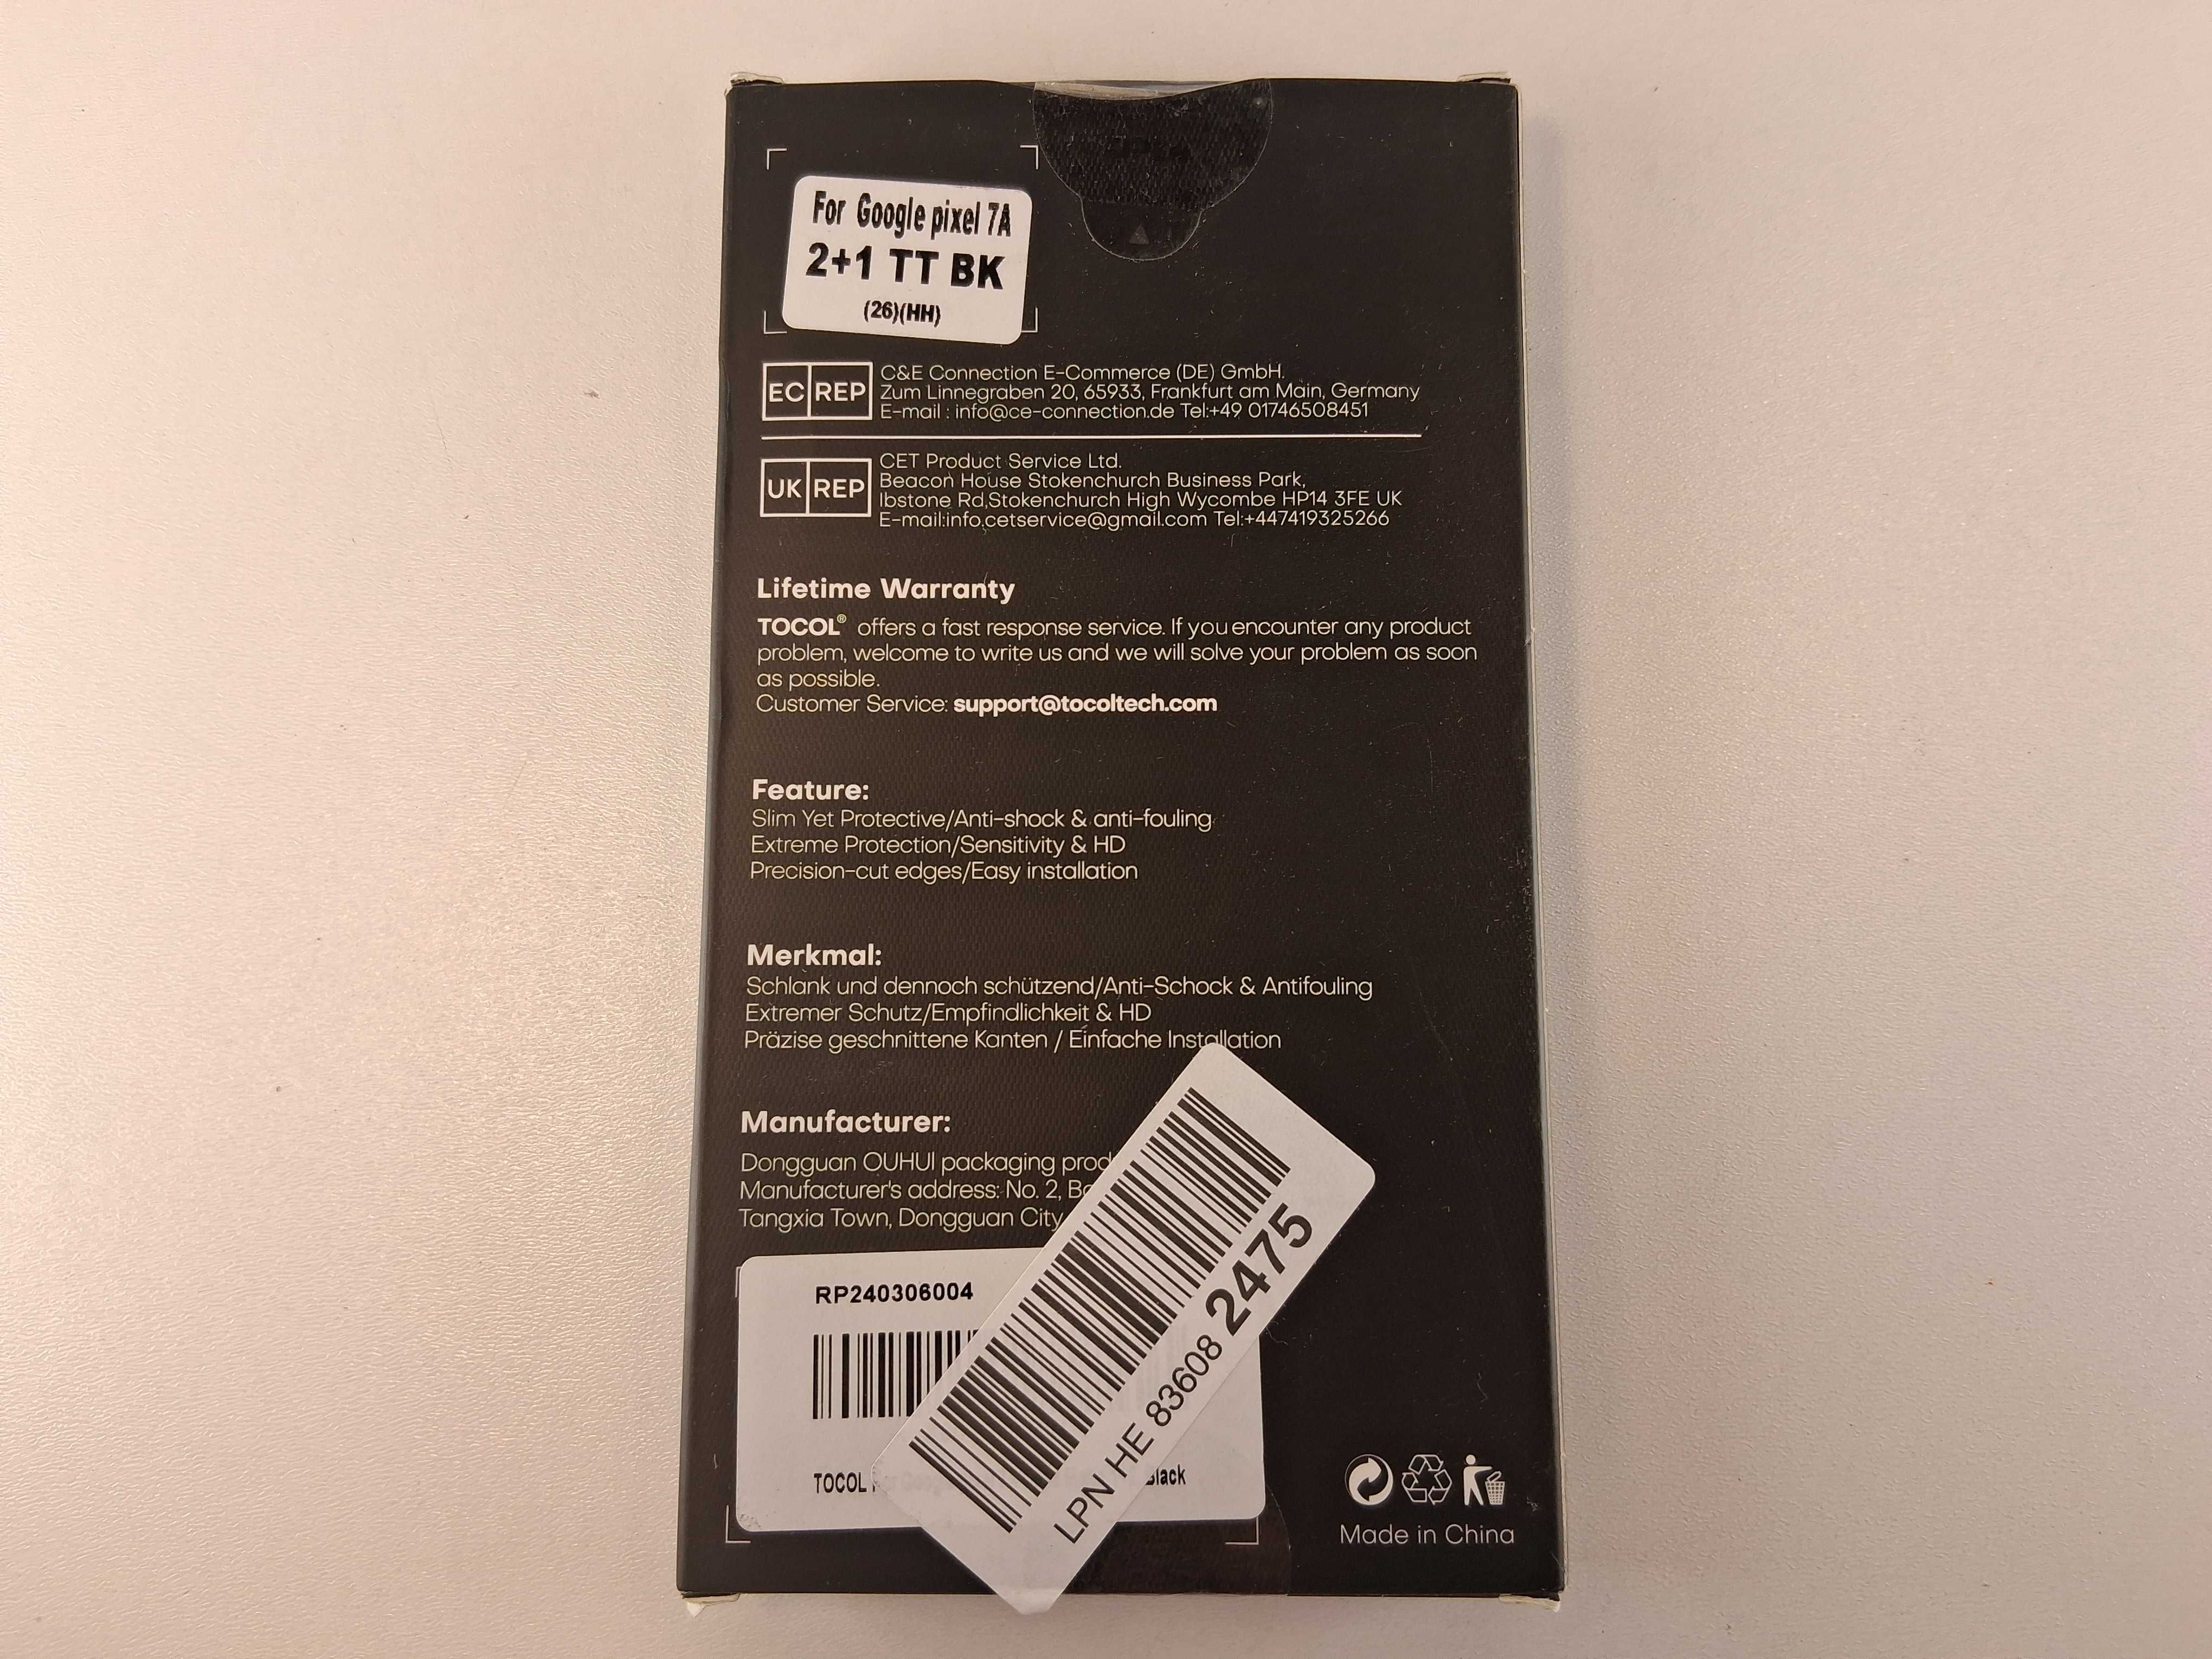 For Google pixel 7A
2+1 TT BK
(26)(HH)
EC REP
C&E Connection E-Commerce (DE) GmbH.
Zum Linnegraben 20, 65933, Frankfurt am Main, Germany
E-mail : info@ce-connection.de Tel:+49 01746508451
UK REP
CET Product Service Ltd.
Beacon House Stokenchurch Business Park,
Ibstone Rd,Stokenchurch High Wycombe HP14 3FE UK
E-mail:info.cetservice@gmail.com Tel:+447419325266
Lifetime Warranty
TOCOL® offers a fast response service. If you encounter any product
problem, welcome to write us and we will solve your problem as soon
as possible.
Customer Service: support@tocoltech.com
Feature:
Slim Yet Protective/Anti-shock & anti-fouling
Extreme Protection/Sensitivity & HD
Precision-cut edges/Easy installation
Merkmal:
Schlank und dennoch schützend/Anti-Schock & Antifouling
Extremer Schutz/Empfindlichkeit & HD
Präzise geschnittene Kanten / Einfache Installation
Manufacturer:
Dongguan OUHUI packaging
Manufacturer's address: No. 2,
Tangxia Town, Dongguan City
RP240306004
TOCOL
LPN HE 83608 2475
Made in China